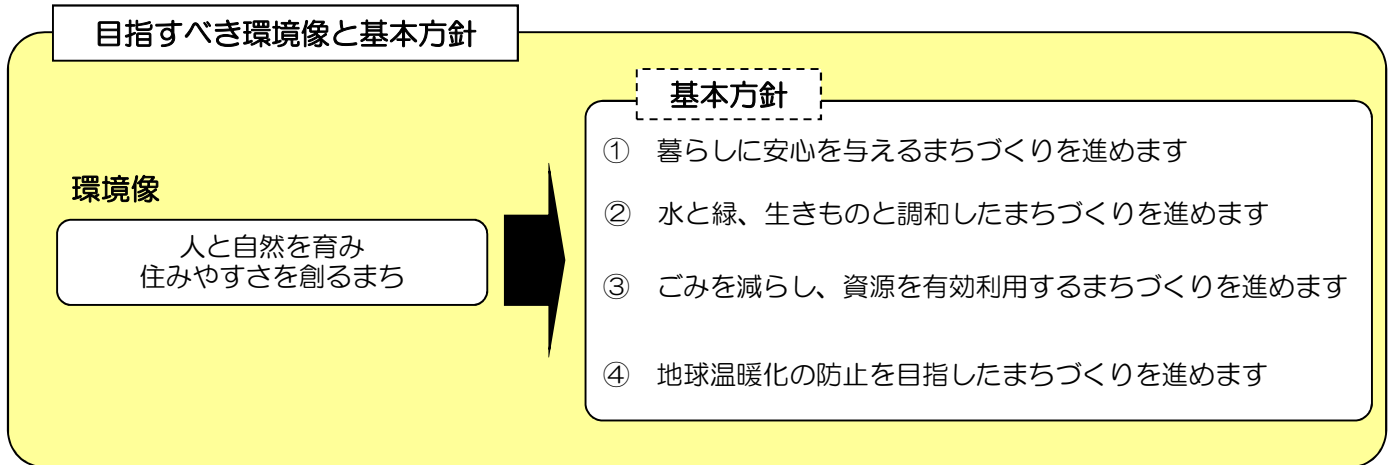 目指すべき環境像と基本方針
環境像
人と自然を育み
住みやすさを創るまち
基本方針
① 暮らしに安心を与えるまちづくりを進めます
② 水と緑、生きものと調和したまちづくりを進めます
③ ごみを減らし、資源を有効利用するまちづくりを進めます
④ 地球温暖化の防止を目指したまちづくりを進めます